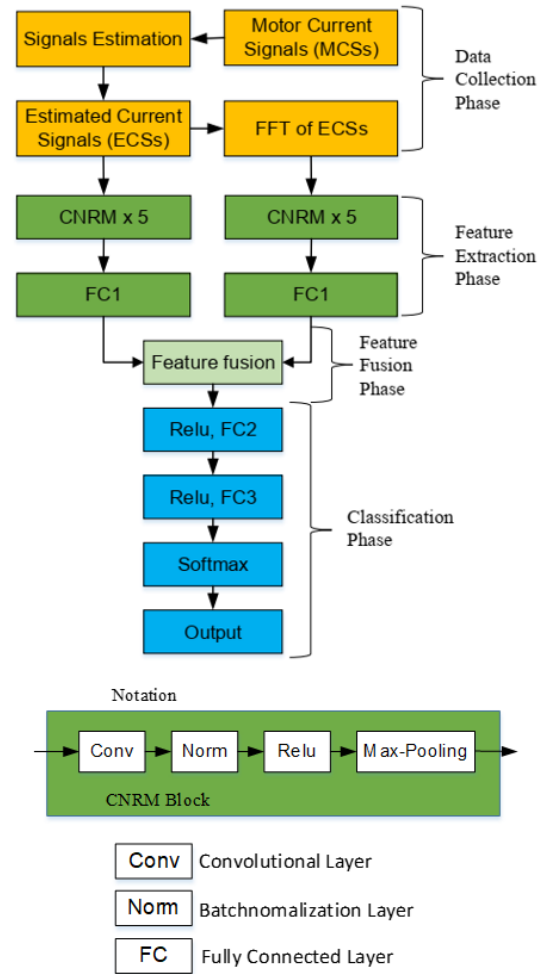 Signals Estimation
Motor Current
Signals (MCSs)
Data
Collection
Phase
Estimated Current
Signals (ECSs)
FFT of ECSs
CNRM x 5
CNRM x 5
Feature
Extraction
Phase
FC1
FC1
Feature fusion
Feature
Fusion
Phase
Relu, FC2
Relu, FC3
Classification
Phase
Softmax
Output
Notation
Conv
Norm
Relu
Max-Pooling
CNRM Block
Conv
Convolutional Layer
Norm
Batchnomalization Layer
FC
Fully Connected Layer